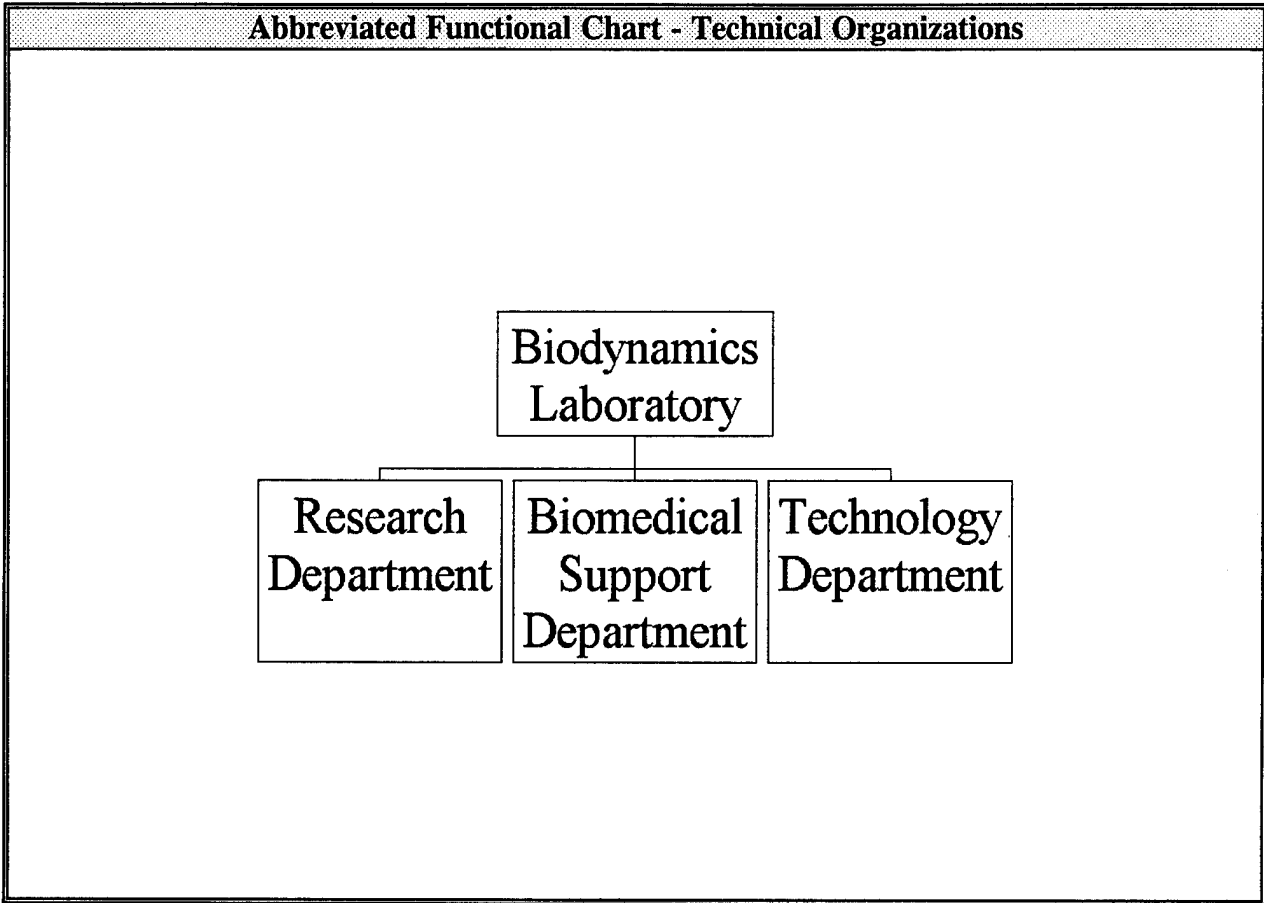 Abbreviated Functional Chart - Technical Organizations
Biodynamics
Laboratory
Research
Department
Biomedical
Support
Department
Technology
Department